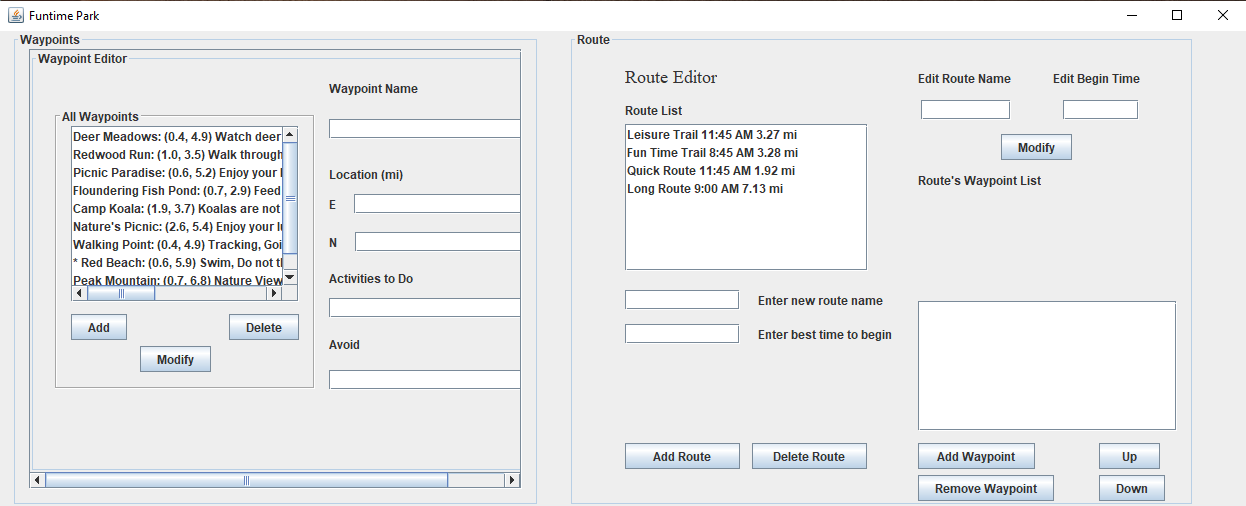 Funtime Park
Waypoints
Waypoint Editor
All Waypoints
Deer Meadows: (0.4, 4.9) Watch deer
Redwood Run: (1.0, 3.5) Walk through
Picnic Paradise: (0.6, 5.2) Enjoy your
Floundering Fish Pond: (0.7, 2.9) Feed
Camp Koala: (1.9, 3.7) Koalas are not
Nature's Picnic: (2.6, 5.4) Enjoy your
Walking Point: (0.4, 4.9) Tracking, Goi
* Red Beach: (0.6, 5.9) Swim, Do not
Peak Mountain: (0.7, 6.8) Nature View
Add
Delete
Modify
Waypoint Name
Location (mi)
E
N
Activities to Do
Avoid
Route
Route Editor
Route List
Leisure Trail 11:45 AM 3.27 mi
Fun Time Trail 8:45 AM 3.28 mi
Quick Route 11:45 AM 1.92 mi
Long Route 9:00 AM 7.13 mi
Enter new route name
Enter best time to begin
Add Route
Delete Route
Edit Route Name
Edit Begin Time
Modify
Route's Waypoint List
Add Waypoint
Up
Remove Waypoint
Down